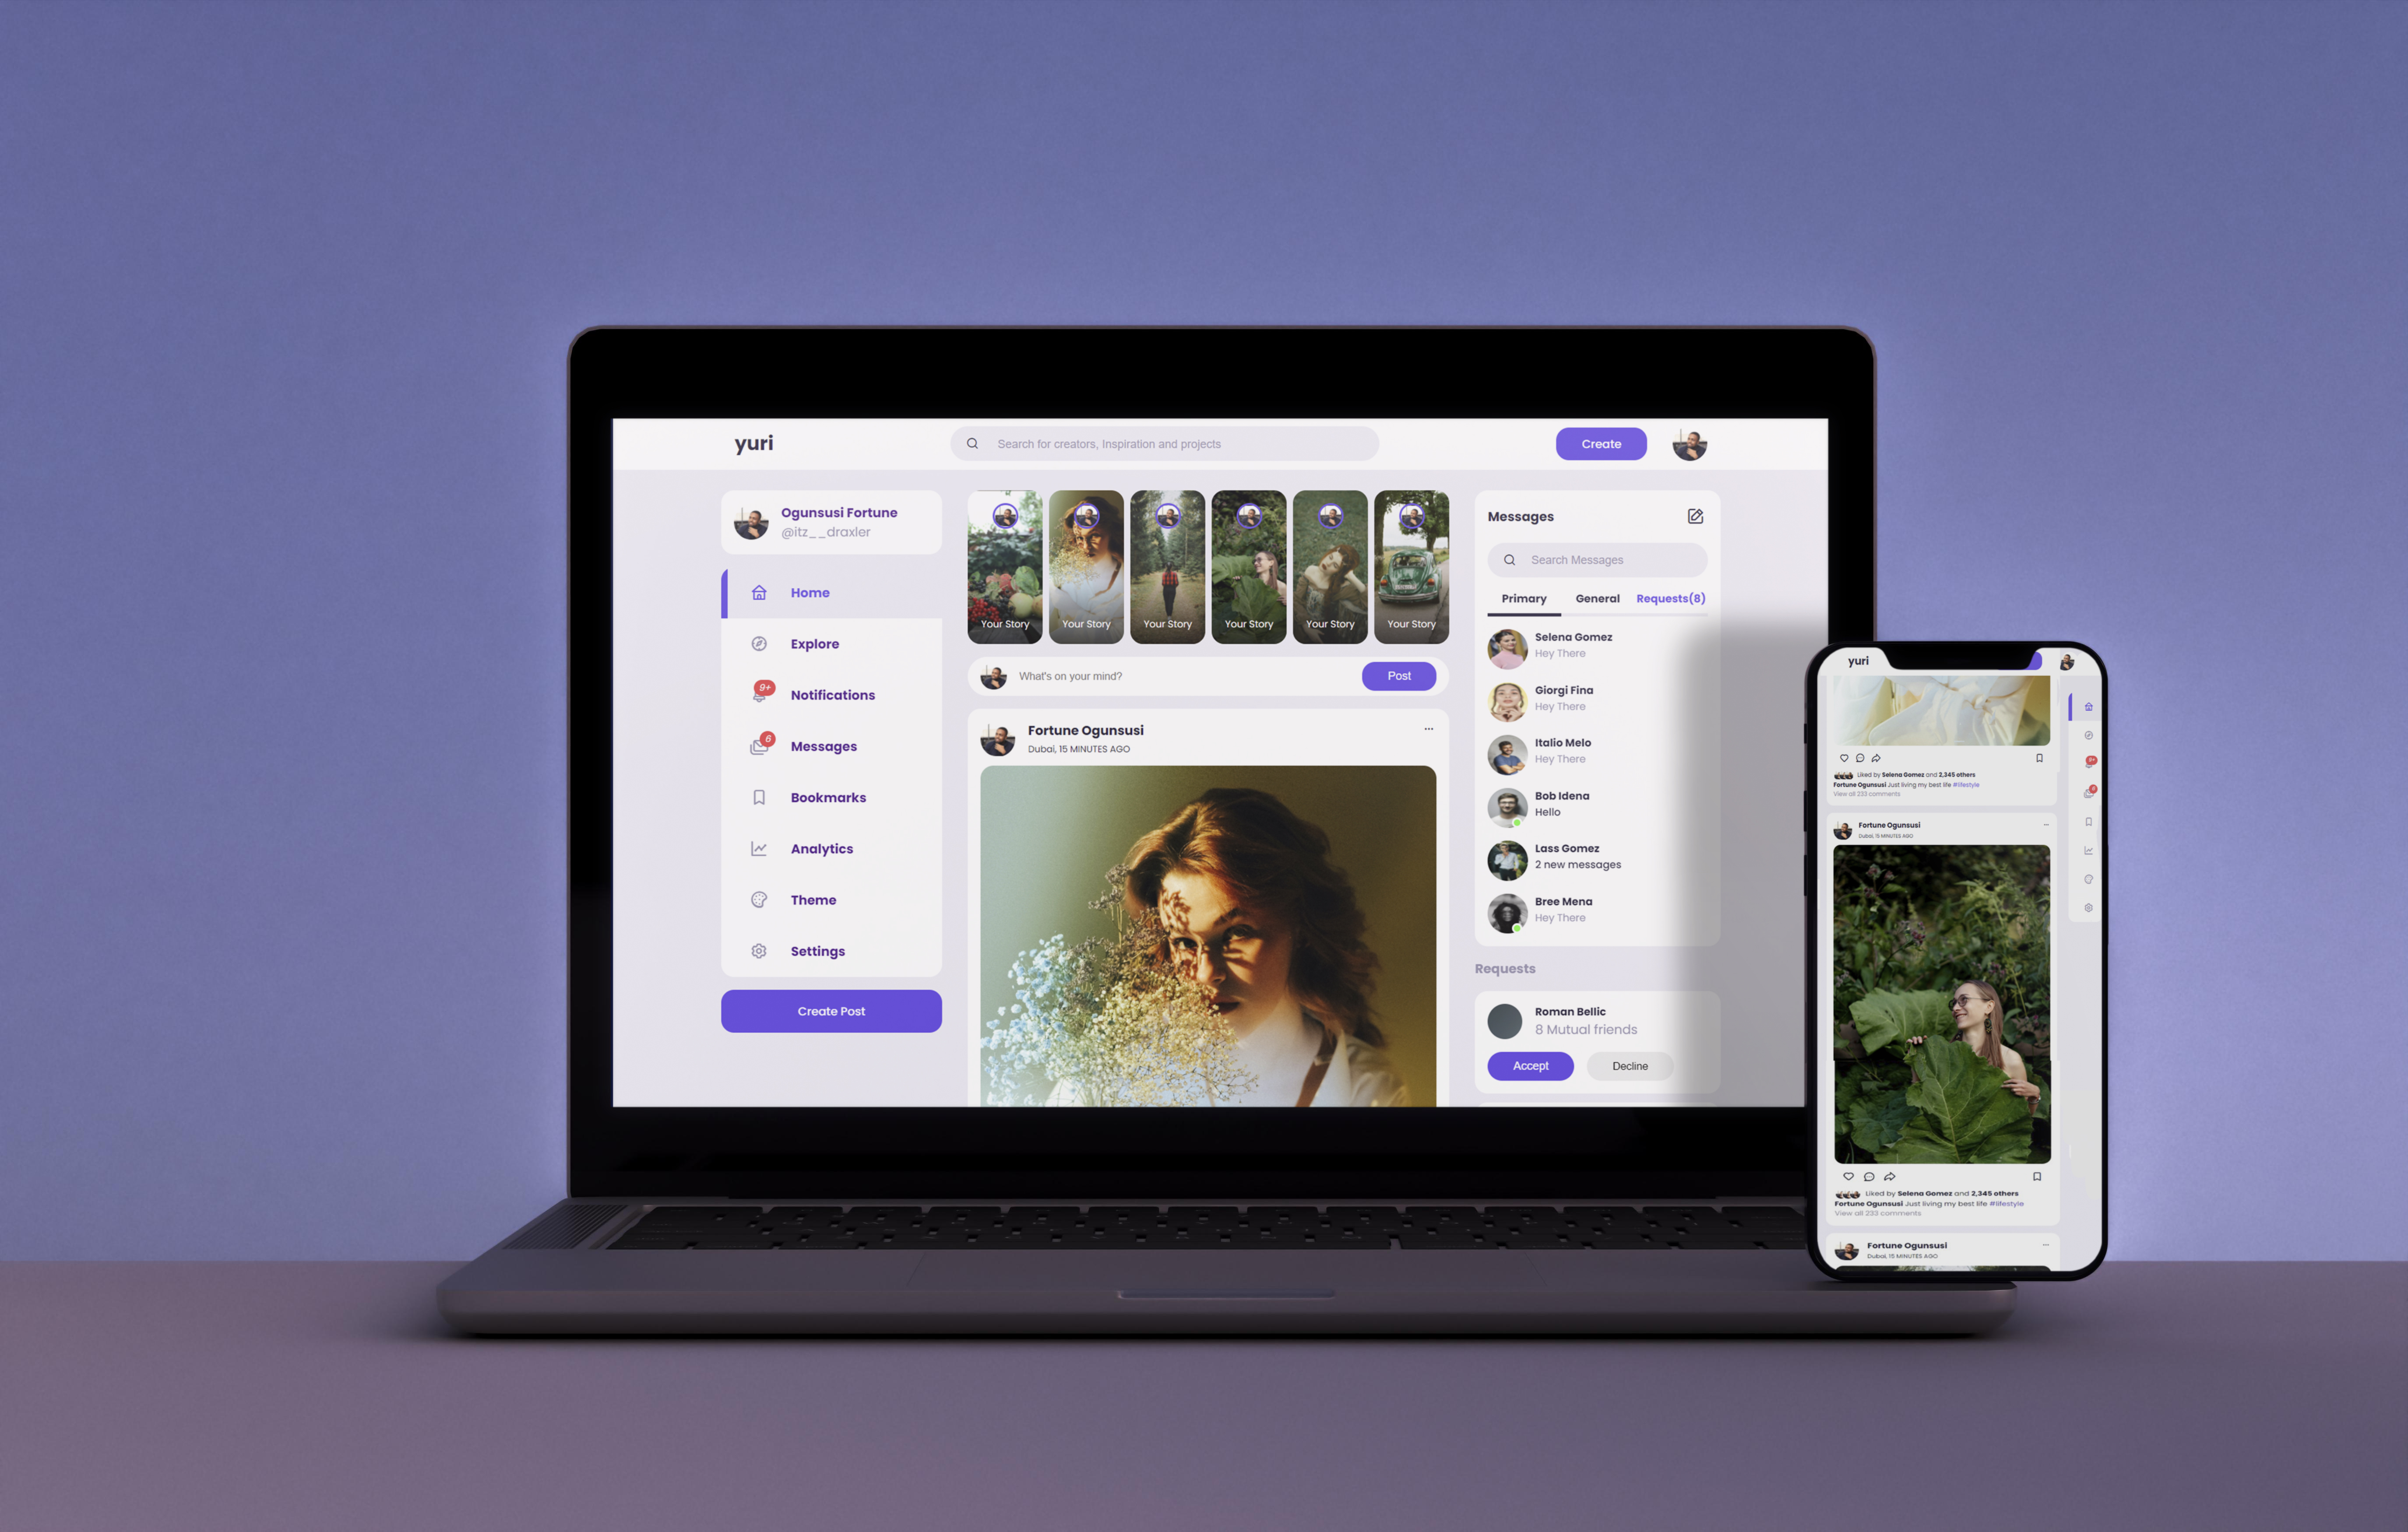 yuri
Search for creators, Inspiration and projects
Create
Ogunsusi Fortune
@itz__draxler
Home
Explore
9+
Notifications
6
Messages
Bookmarks
Analytics
Theme
Settings
Create Post
Your Story
Your Story
Your Story
Your Story
Your Story
Your Story
What's on your mind?
Post
Fortune Ogunsusi
Dubai, 15 MINUTES AGO
Messages
Search Messages
Primary General Requests(8)
Selena Gomez
Hey There
Giorgi Fina
Hey There
Italio Melo
Hey There
Bob Idena
Hello
Lass Gomez
2 new messages
Bree Mena
Hey There
Requests
Roman Bellic
8 Mutual friends
Accept Decline
yuri
Liked by Selena Gomez and 2,345 others
Fortune Ogunsusi Just living my best life #lifestyle
View all 233 comments
Fortune Ogunsusi
Dubai, 15 MINUTES AGO
9+
Liked by Selena Gomez and 2,345 others
Fortune Ogunsusi Just living my best life #lifestyle
View all 233 comments
Fortune Ogunsusi
Dubai, 15 MINUTES AGO